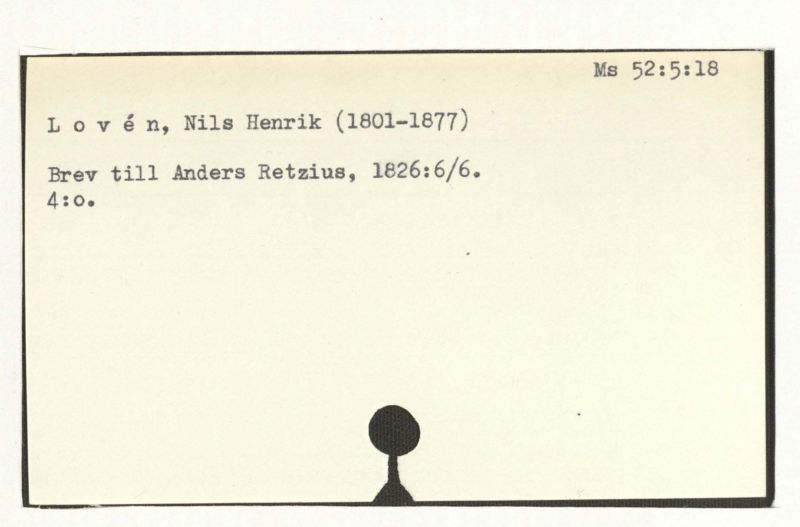 Ms 52:5:18
L o v é n, Nils Henrik (1801-1877)
Brev till Anders Retzius, 1826:6/6.
4:o.